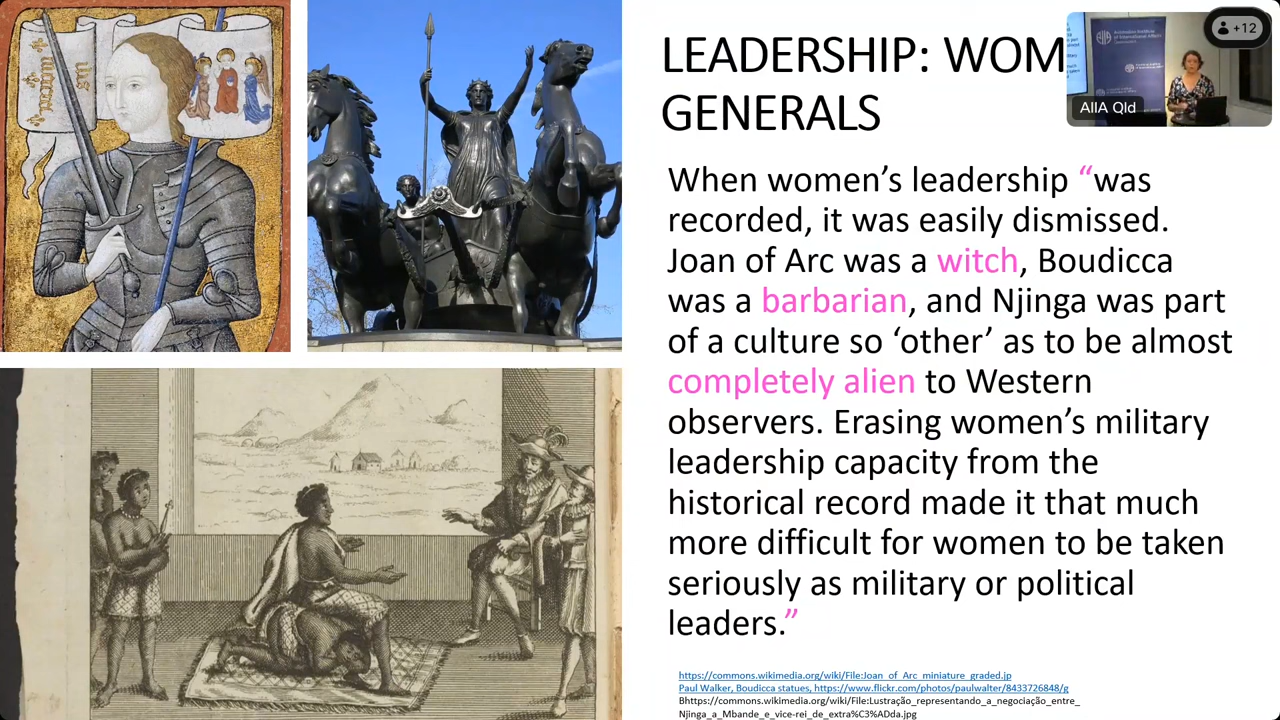 LEADERSHIP: WOM
GENERALS
+12
AIIA Qld
When women’s leadership “was
recorded, it was easily dismissed.
Joan of Arc was a witch, Boudicca
was a barbarian, and Njinga was part
of a culture so ‘other’ as to be almost
completely alien to Western
observers. Erasing women’s military
leadership capacity from the
historical record made it that much
more difficult for women to be taken
seriously as military or political
leaders.”
https://commons.wikimedia.org/wiki/File:Joan_of_Arc_miniature_graded.jp
Paul Walker, Boudicca statues, https://www.flickr.com/photos/paulwalter/8433726848/g
Bhttps://commons.wikimedia.org/wiki/File:Lustração_representando_a_negociação_entre_
Njinga_a_Mbande_e_vice-rei_de_extra%C3%ADda.jpg